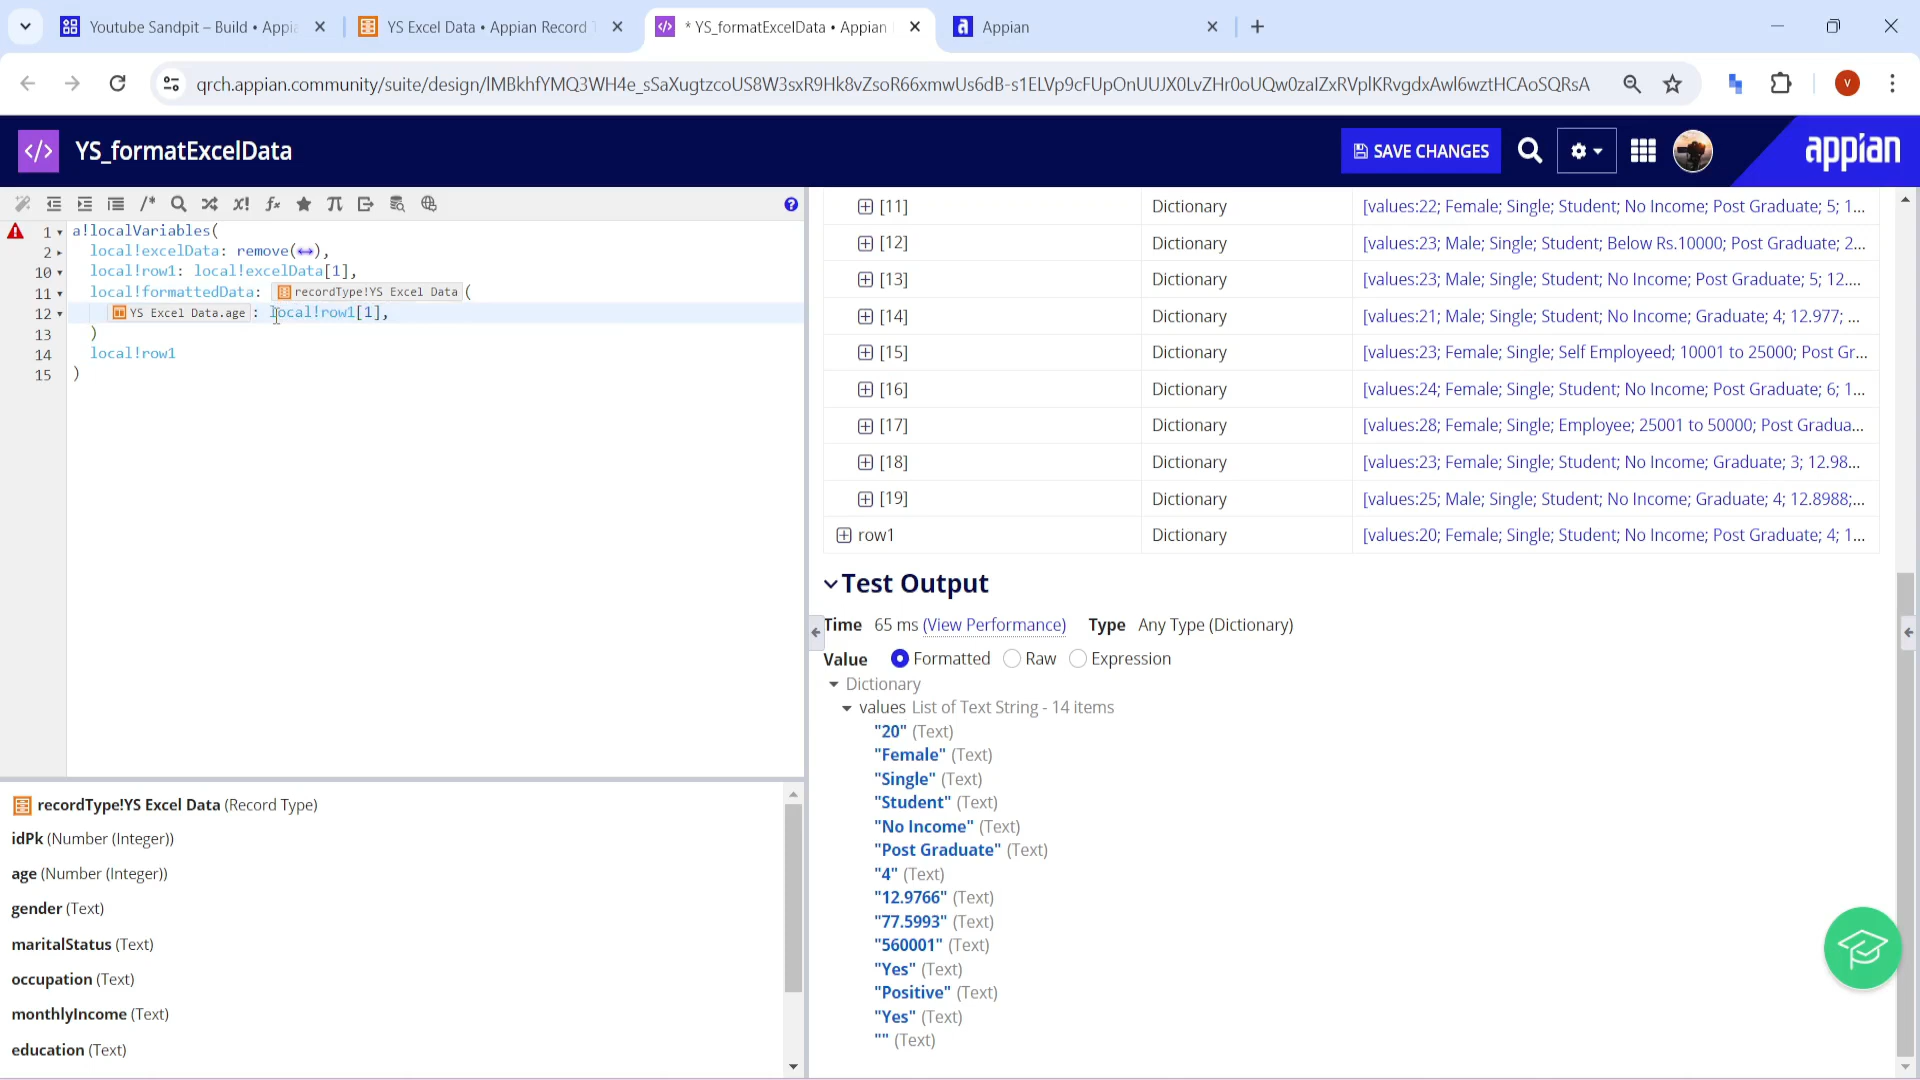 Youtube Sandpit – Build • Appia
YS Excel Data • Appian Record T
* YS_formatExcelData • Appian
Appian
qrch.appian.community/suite/design/lMBkhfYMQ3WH4e_sSaXugtzcoUS8W3sxR9Hk8vZsoR66xmwUs6dB-s1ELVp9cFUpOnUUJX0LvZHr0oUQw0zaIZxRVplKRvgdxAwl6wztHCAoSQRsA
V
YS_formatExcelData
SAVE CHANGES
appian
1 a!localVariables(
2 local!excelData: remove(↔),
10 local!row1: local!excelData[1],
11 local!formattedData: recordType!YS Excel Data (
12 YS Excel Data.age : local!row1[1],
13 )
14 local!row1
15 )
recordType!YS Excel Data (Record Type)
idPk (Number (Integer))
age (Number (Integer))
gender (Text)
maritalStatus (Text)
occupation (Text)
monthlyIncome (Text)
education (Text)
[11] Dictionary [values:22; Female; Single; Student; No Income; Post Graduate; 5; 1...
[12] Dictionary [values:23; Male; Single; Student; Below Rs.10000; Post Graduate; 2...
[13] Dictionary [values:23; Male; Single; Student; No Income; Post Graduate; 5; 12....
[14] Dictionary [values:21; Male; Single; Student; No Income; Graduate; 4; 12.977; ...
[15] Dictionary [values:23; Female; Single; Self Employeed; 10001 to 25000; Post Gr...
[16] Dictionary [values:24; Female; Single; Student; No Income; Post Graduate; 6; 1...
[17] Dictionary [values:28; Female; Single; Employee; 25001 to 50000; Post Gradua...
[18] Dictionary [values:23; Female; Single; Student; No Income; Graduate; 3; 12.98...
[19] Dictionary [values:25; Male; Single; Student; No Income; Graduate; 4; 12.8988;...
row1 Dictionary [values:20; Female; Single; Student; No Income; Post Graduate; 4; 1...
Test Output
Time 65 ms (View Performance) Type Any Type (Dictionary)
Value Formatted Raw Expression
Dictionary
values List of Text String - 14 items
"20" (Text)
"Female" (Text)
"Single" (Text)
"Student" (Text)
"No Income" (Text)
"Post Graduate" (Text)
"4" (Text)
"12.9766" (Text)
"77.5993" (Text)
"560001" (Text)
"Yes" (Text)
"Positive" (Text)
"Yes" (Text)
"" (Text)